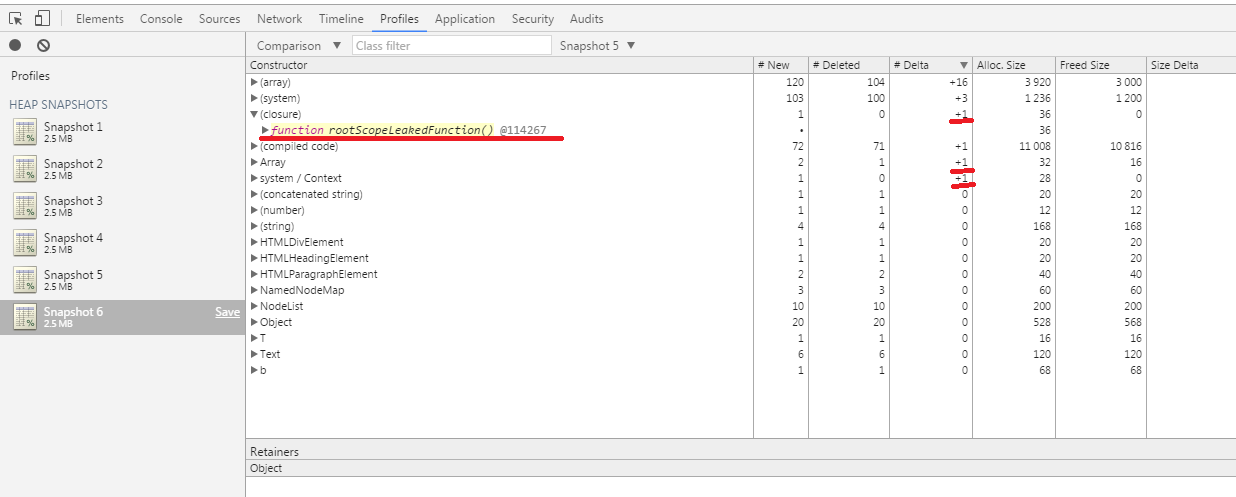 Elements Console Sources Network Timeline Profiles Application Security Audits
Comparison ▼ Class filter Snapshot 5 ▼
Profiles
HEAP SNAPSHOTS
Snapshot 1
2.5 MB
Snapshot 2
2.5 MB
Snapshot 3
2.5 MB
Snapshot 4
2.5 MB
Snapshot 5
2.5 MB
Snapshot 6 Save
2.5 MB
Constructor # New # Deleted # Delta ▼ Alloc. Size Freed Size Size Delta
▶(array) 120 104 +16 3 920 3 000
▶(system) 103 100 +3 1 236 1 200
▼(closure) 1 0 +1 36 0
▶function rootScopeLeakedFunction() @114267 • 36
▶(compiled code) 72 71 +1 11 008 10 816
▶Array 2 1 +1 32 16
▶system / Context 1 0 +1 28 0
▶(concatenated string) 1 1 0 20 20
▶(number) 1 1 0 12 12
▶(string) 4 4 0 168 168
▶HTMLDivElement 1 1 0 20 20
▶HTMLHeadingElement 1 1 0 20 20
▶HTMLParagraphElement 2 2 0 40 40
▶NamedNodeMap 3 3 0 60 60
▶NodeList 10 10 0 200 200
▶Object 20 20 0 528 568
▶T 1 1 0 16 16
▶Text 6 6 0 120 120
▶b 1 1 0 68 68
Retainers
Object